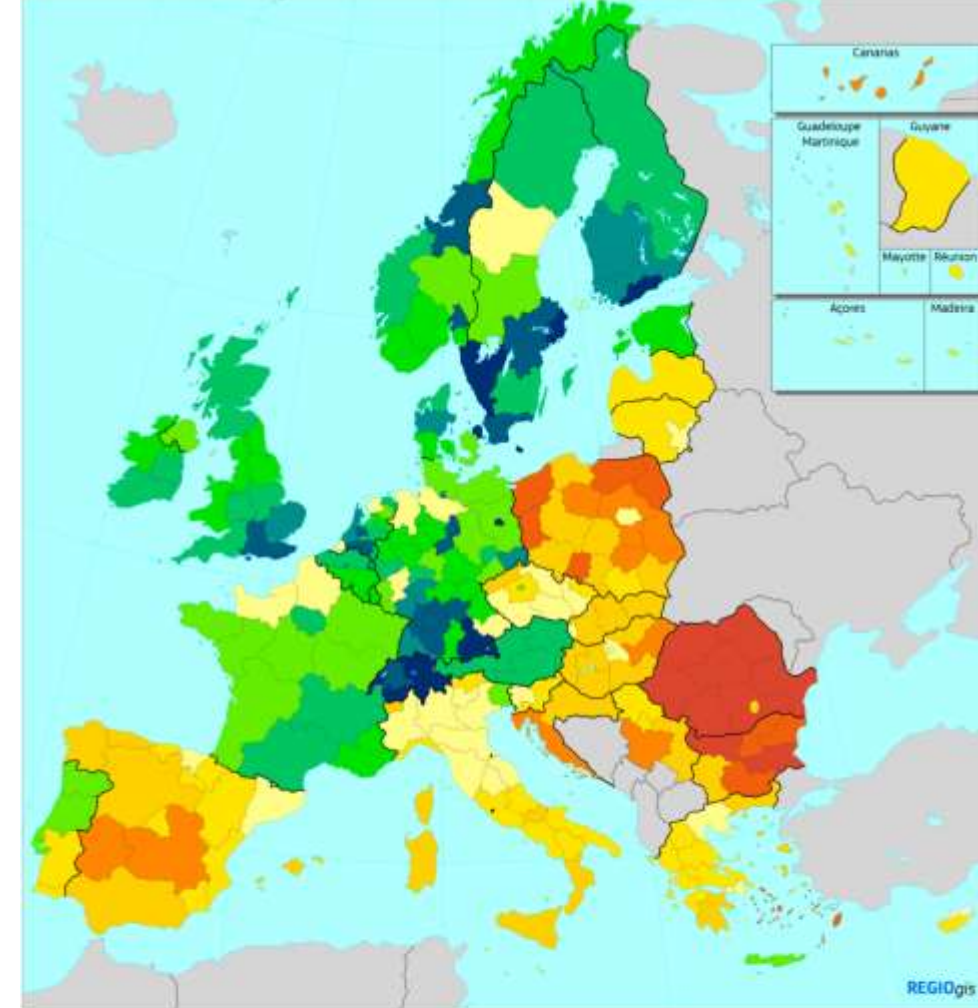 Canarias
Guadeloupe
Martinique
Guyane
Mayotte
Réunion
Açores
Madeira
REGIOgis